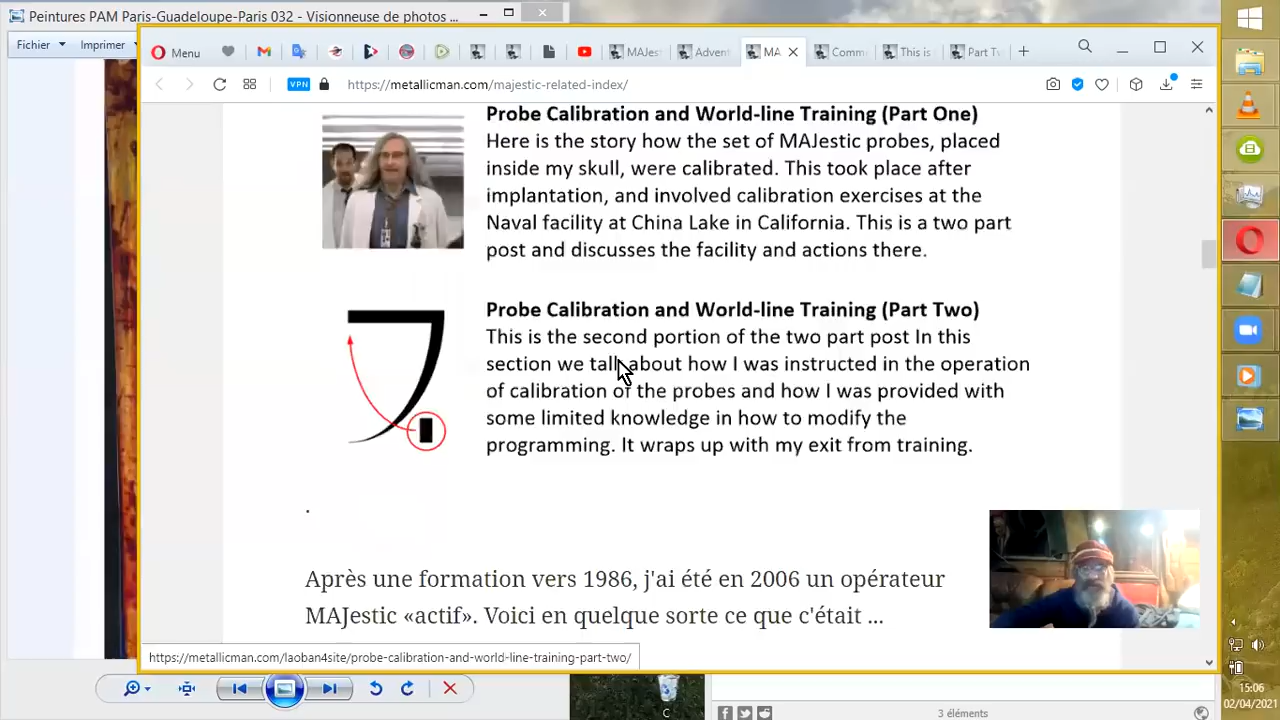 Peintures PAM Paris-Guadeloupe-Paris 032 - Visionneuse de photos ...
Fichier
Imprimer
Menu
MAJes
Advent
MA
Comm
This is
Part T
VPN
https://metallicman.com/majestic-related-index/
Probe Calibration and World-line Training (Part One)
Here is the story how the set of MAJestic probes, placed
inside my skull, were calibrated. This took place after
implantation, and involved calibration exercises at the
Naval facility at China Lake in California. This is a two part
post and discusses the facility and actions there.
Probe Calibration and World-line Training (Part Two)
This is the second portion of the two part post In this
section we talk about how I was instructed in the operation
of calibration of the probes and how I was provided with
some limited knowledge in how to modify the
programming. It wraps up with my exit from training.
.
Après une formation vers 1986, j'ai été en 2006 un opérateur
MAJestic «actif». Voici en quelque sorte ce que c'était ...
https://metallicman.com/laoban4site/probe-calibration-and-world-line-training-part-two/
C
3 éléments
15:06
02/04/2021